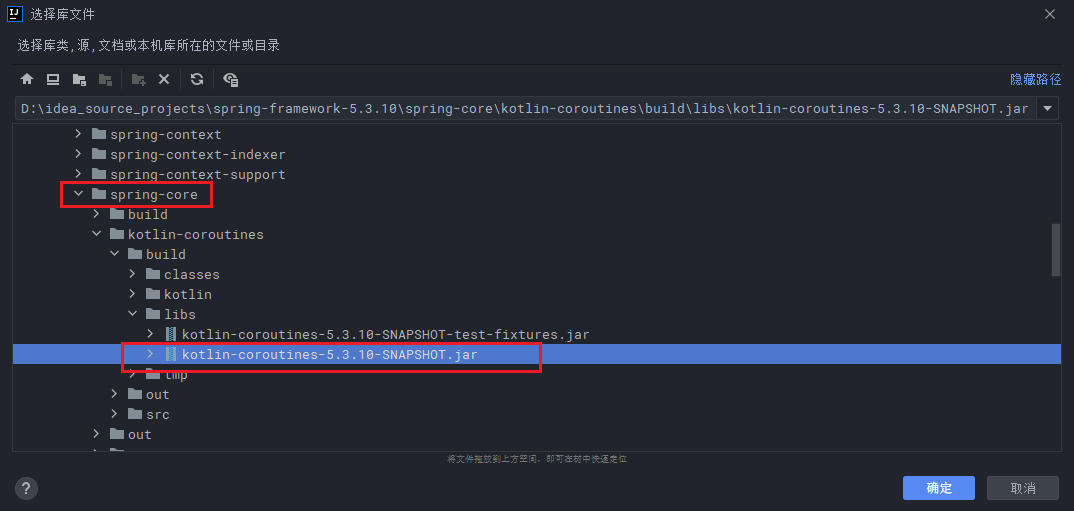 选择库文件
选择库类,源,文档或本机库所在的文件或目录
隐藏路径
D:\idea_source_projects\spring-framework-5.3.10\spring-core\kotlin-coroutines\build\libs\kotlin-coroutines-5.3.10-SNAPSHOT.jar
spring-context
spring-context-indexer
spring-context-support
spring-core
build
kotlin-coroutines
build
classes
kotlin
libs
kotlin-coroutines-5.3.10-SNAPSHOT-test-fixtures.jar
kotlin-coroutines-5.3.10-SNAPSHOT.jar
tmp
out
src
out
将文件拖放到上方空间，即可在树中快速定位
?
确定
取消